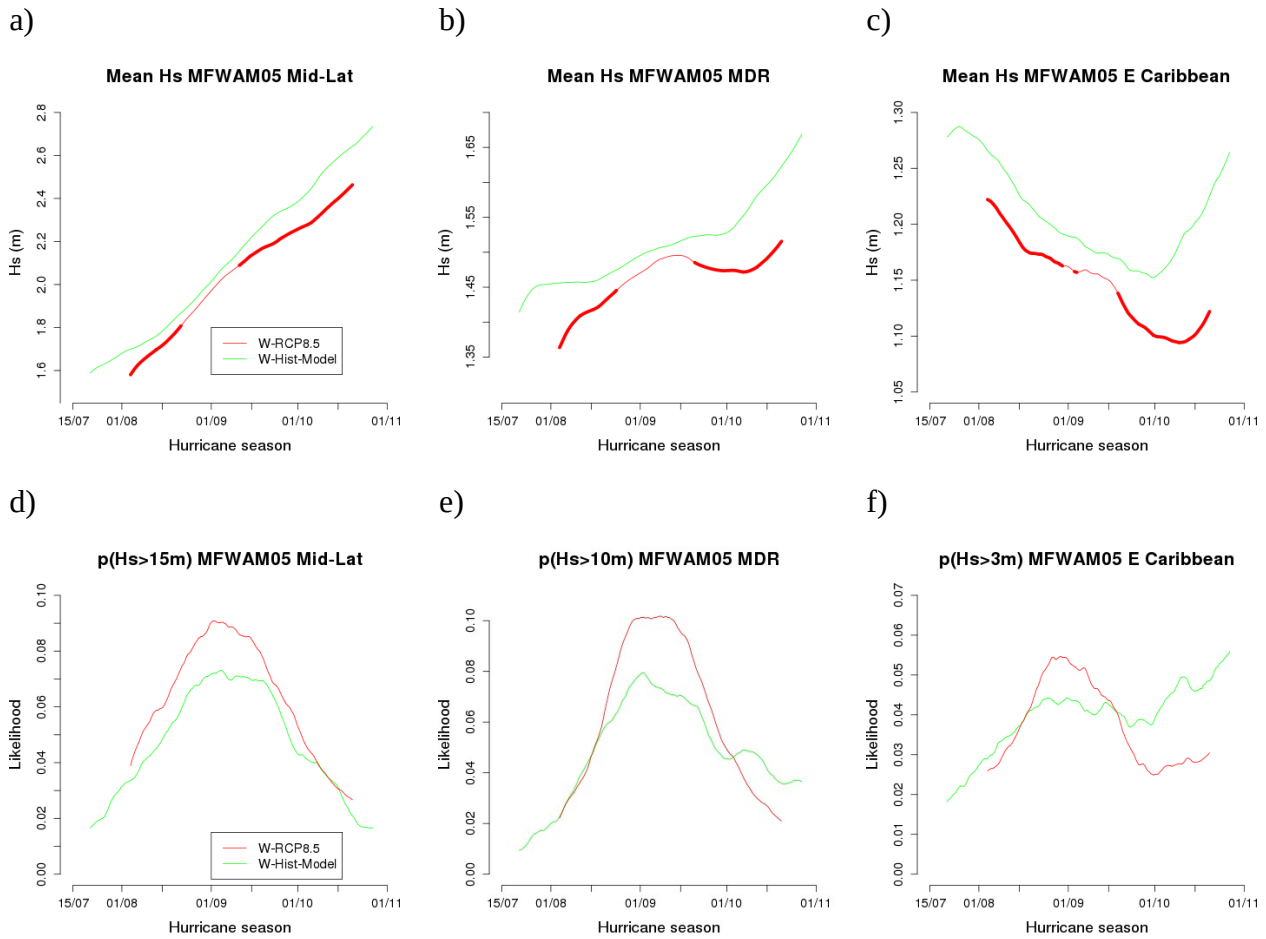 a)
b)
c)
Mean Hs MFWAM05 Mid-Lat
Mean Hs MFWAM05 MDR
Mean Hs MFWAM05 E Caribbean
Hs (m)
2.8
2.6
2.4
2.2
2.0
1.8
1.6
W-RCP8.5
W-Hist-Model
15/07 01/08 01/09 01/10 01/11
Hurricane season
Hs (m)
1.65
1.55
1.45
1.35
15/07 01/08 01/09 01/10 01/11
Hurricane season
Hs (m)
1.30
1.25
1.20
1.15
1.10
1.05
15/07 01/08 01/09 01/10 01/11
Hurricane season
d)
e)
f)
p(Hs>15m) MFWAM05 Mid-Lat
p(Hs>10m) MFWAM05 MDR
p(Hs>3m) MFWAM05 E Caribbean
Likelihood
0.10
0.08
0.06
0.04
0.02
0.00
W-RCP8.5
W-Hist-Model
15/07 01/08 01/09 01/10 01/11
Hurricane season
Likelihood
0.10
0.08
0.06
0.04
0.02
0.00
15/07 01/08 01/09 01/10 01/11
Hurricane season
Likelihood
0.07
0.06
0.05
0.04
0.03
0.02
0.01
0.00
15/07 01/08 01/09 01/10 01/11
Hurricane season